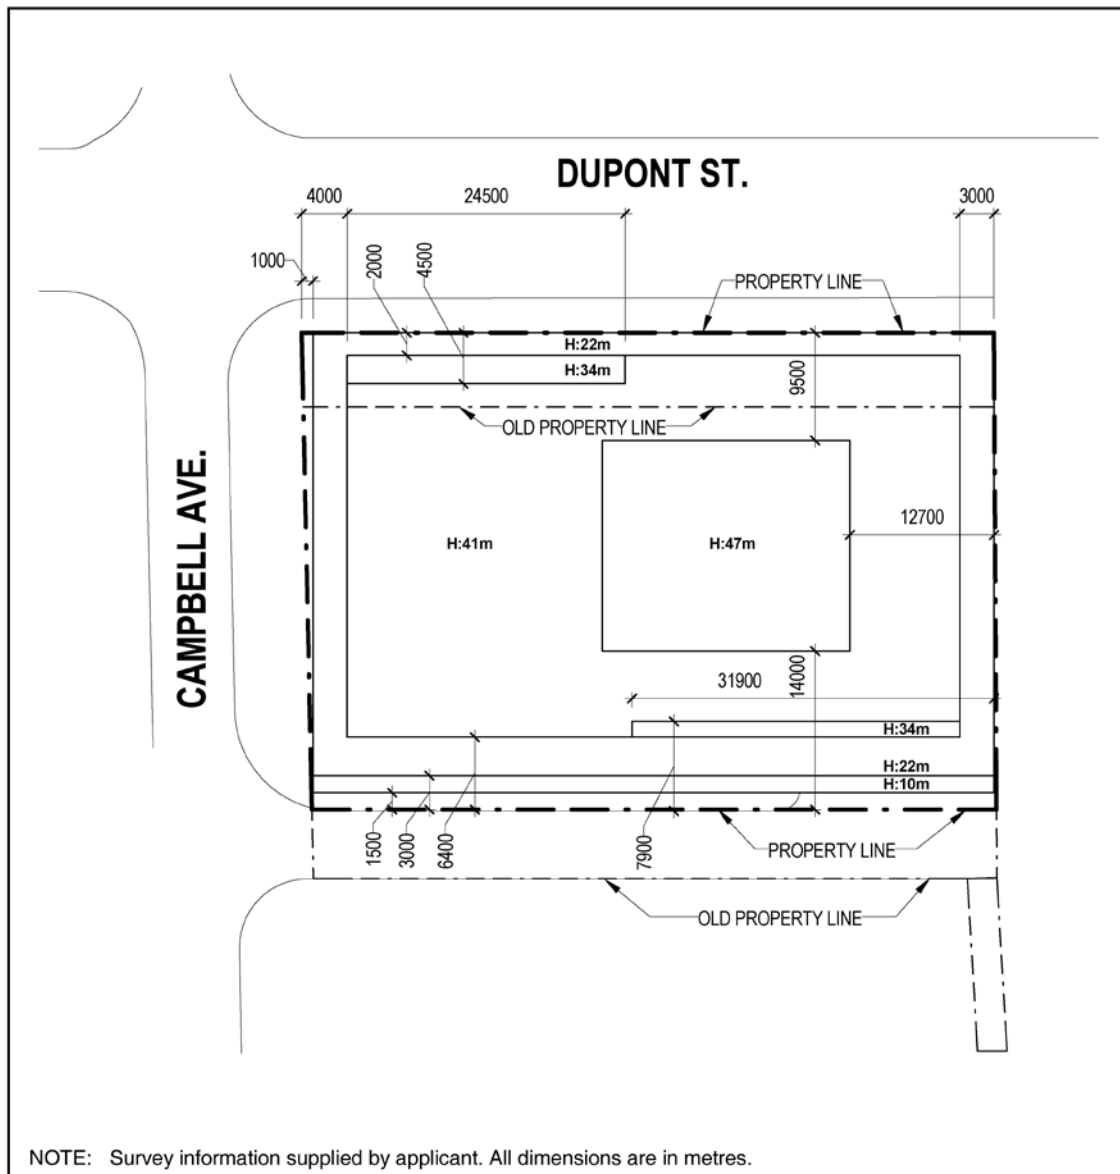 DUPONT ST.
4000
24500
3000
1000
2000
4500
PROPERTY LINE
H:22m
H:34m
9500
OLD PROPERTY LINE
CAMPBELL AVE.
12700
H:41m
H:47m
31900
14000
H:34m
H:22m
H:10m
1500
3000
6400
7900
PROPERTY LINE
OLD PROPERTY LINE
NOTE: Survey information supplied by applicant. All dimensions are in metres.